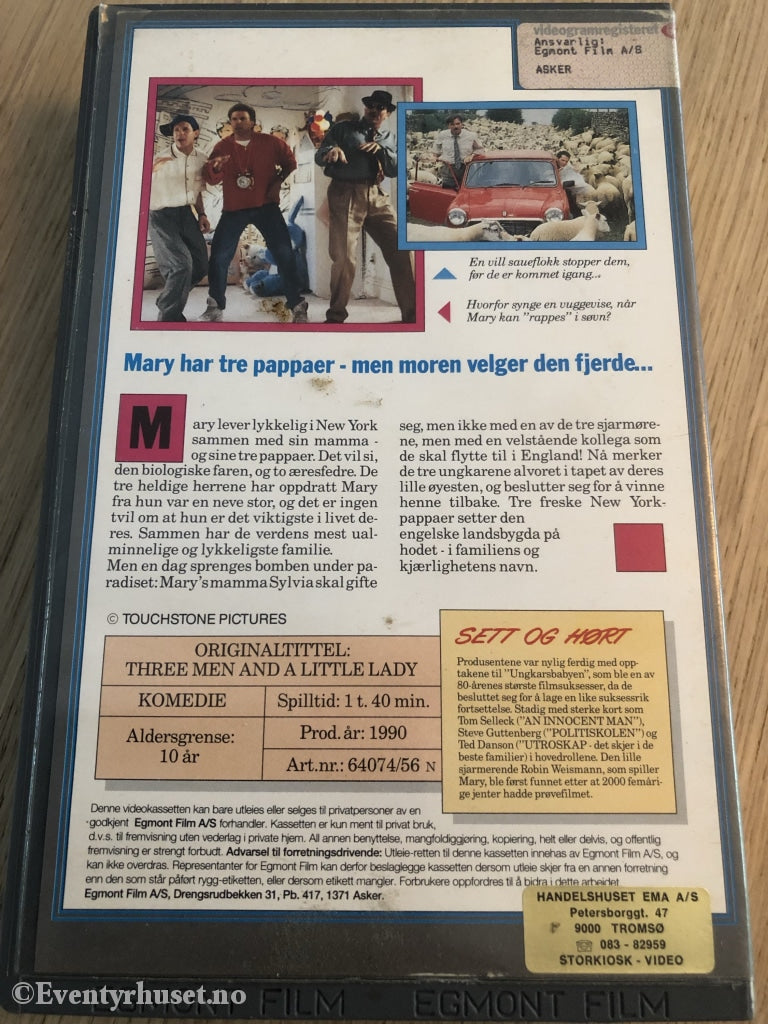 videogramregisteret
Ansvarlig:
Egmont Film A/S
ASKER
En vill saueflokk stopper dem,
før de er kommet igang...
Hvorfor synge en vuggevise, når
Mary kan "rappes" i søvn?
Mary har tre pappaer - men moren velger den fjerde...
Mary lever lykkelig i New York
sammen med sin mamma -
og sine tre pappaer. Det vil si,
den biologiske faren, og to æresfedre. De
tre heldige herrene har oppdratt Mary
fra hun var en neve stor, og det er ingen
tvil om at hun er det viktigste i livet de-
res. Sammen har de verdens mest ual-
minnelige og lykkeligste familie.
Men en dag sprenges bomben under pa-
radiset: Mary's mamma Sylvia skal gifte
seg, men ikke med en av de tre sjarmøre-
ne, men med en velstående kollega som
de skal flytte til i England! Nå merker
de tre ungkarene alvoret i tapet av deres
lille øyesten, og beslutter seg for å vinne
henne tilbake. Tre freske New York-
pappaer setter den
engelske landsbygda på
hodet - i familiens og
kjærlighetens navn.
© TOUCHSTONE PICTURES
ORIGINALTITTEL:
THREE MEN AND A LITTLE LADY
KOMEDIE
Spilltid: 1 t. 40 min.
Aldersgrense:
10 år
Prod. år: 1990
Art.nr.: 64074/56 N
SETT OG HØRT
Produsentene var nylig ferdig med opp-
takene til "Ungkarsbabyen", som ble en av
80-årenes største filmsuksesser, da de
besluttet seg for å lage en like suksessrik
fortsettelse. Stadig med sterke kort som
Tom Selleck ("AN INNOCENT MAN"),
Steve Guttenberg ("POLITISKOLEN") og
Ted Danson ("UTROSKAP - det skjer i de
beste familier) i hovedrollene. Den lille
sjarmerende Robin Weismann, som spiller
Mary, ble først funnet etter at 2000 femårige
jenter hadde prøvefilmet.
Denne videokassetten kan bare utleies eller selges til privatpersoner av en
godkjent Egmont Film A/S forhandler. Kassetten er kun ment til privat bruk,
d.v.s. til fremvisning uten vederlag i private hjem. All annen benyttelse, mangfoldiggjøring, kopiering, helt eller delvis, og offentlig
fremvisning er strengt forbudt. Advarsel til forretningsdrivende: Utleie-retten til denne kassetten innehas av Egmont Film A/S, og
kan ikke overdras. Representanter for Egmont Film kan derfor beslaglegge kassetten dersom utleie skjer fra en annen forretning
enn den som står påført rygg-etiketten, eller dersom etikett mangler. Forbrukere oppfordres til å bidra i dette arbeidet.
Egmont Film A/S, Drengsrudbekken 31, Pb. 417, 1371 Asker.
HANDELSHUSET EMA A/S
Petersborggt. 47
9000 TROMSØ
☏ 083 - 82959
STORKIOSK - VIDEO
©Eventyrhuset.no
EGMONT FILM EGMONT FILM